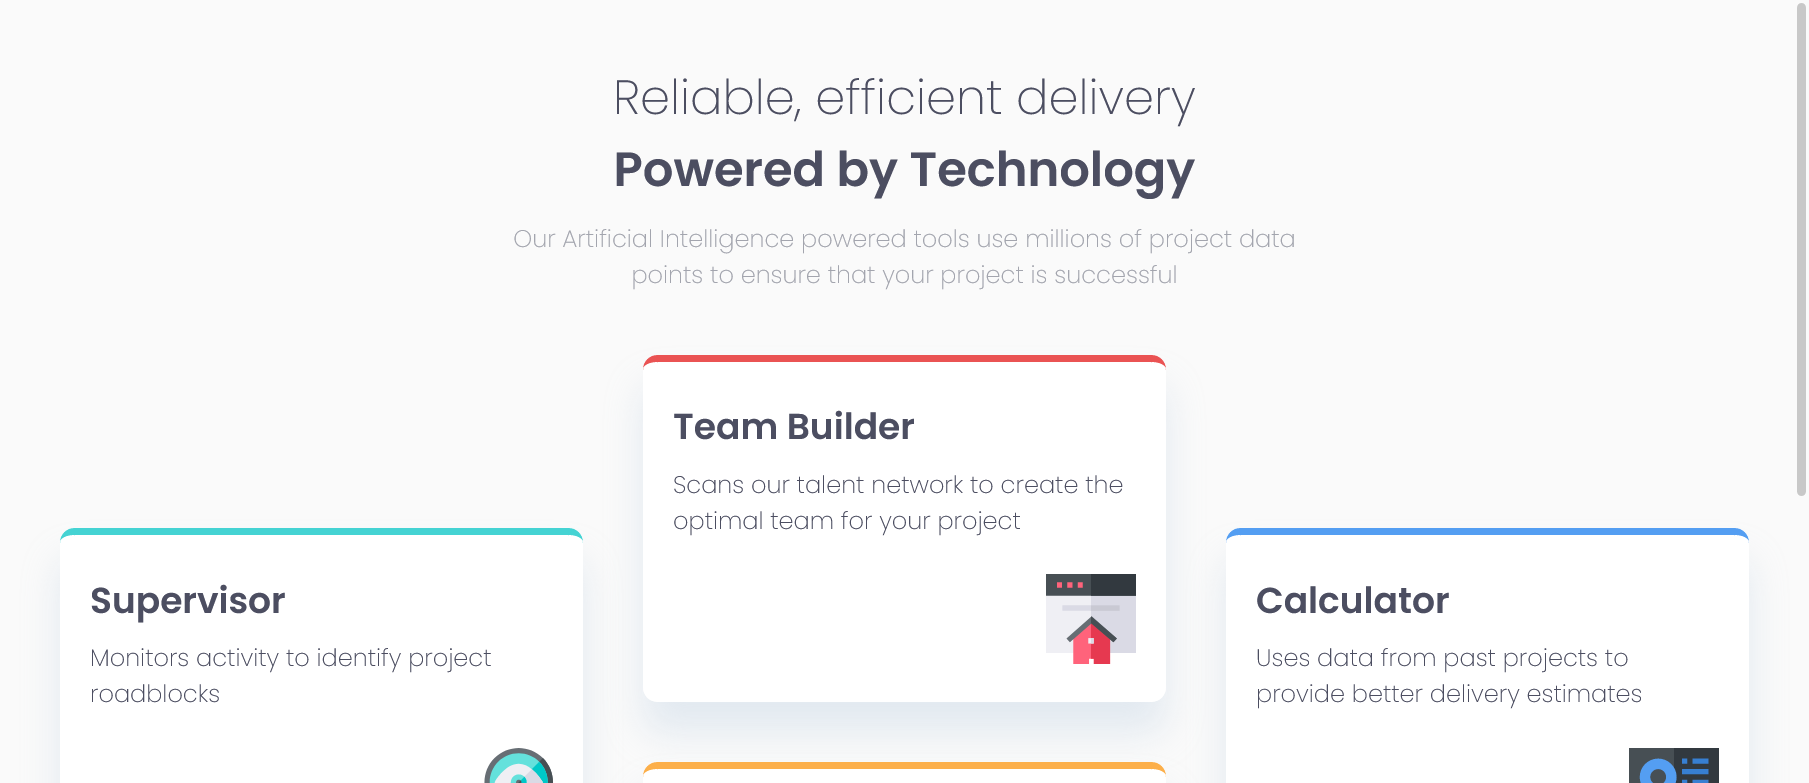 Reliable, efficient delivery
Powered by Technology
Our Artificial Intelligence powered tools use millions of project data
points to ensure that your project is successful
Team Builder
Scans our talent network to create the
optimal team for your project
Supervisor
Monitors activity to identify project
roadblocks
Calculator
Uses data from past projects to
provide better delivery estimates